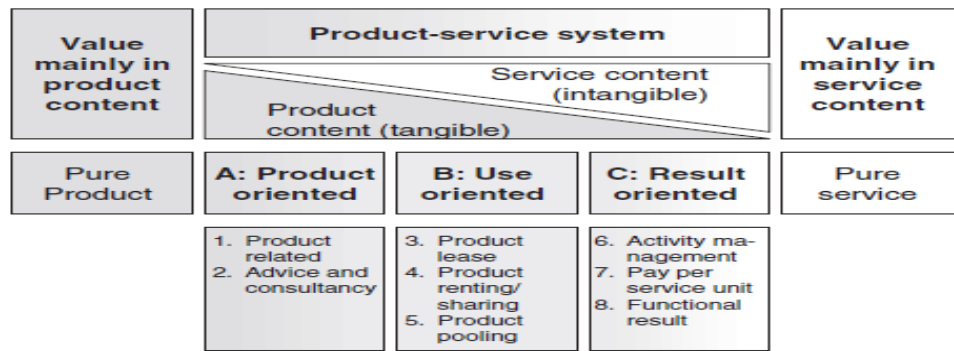 Value
mainly in
product
content
Product-service system
Service content
(intangible)
Product
content (tangible)
Value
mainly in
service
content
Pure
Product
A: Product
oriented
B: Use
oriented
C: Result
oriented
Pure
service
1. Product
related
2. Advice and
consultancy
3. Product
lease
4. Product
renting/
sharing
5. Product
pooling
6. Activity ma-
nagement
7. Pay per
service unit
8. Functional
result